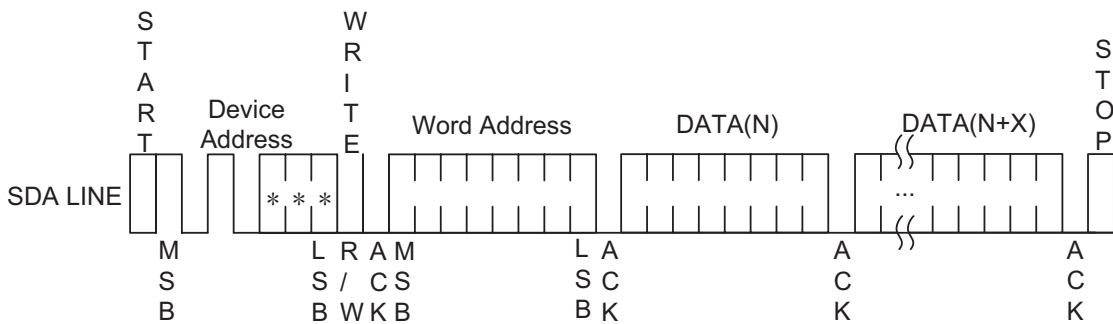 START
WRITE
STOP
Device
Address
Word Address
DATA(N)
DATA(N+X)
SDA LINE
* * *
...
MSB
LSB
R/W
ACK
MSB
LSB
ACK
ACK
ACK